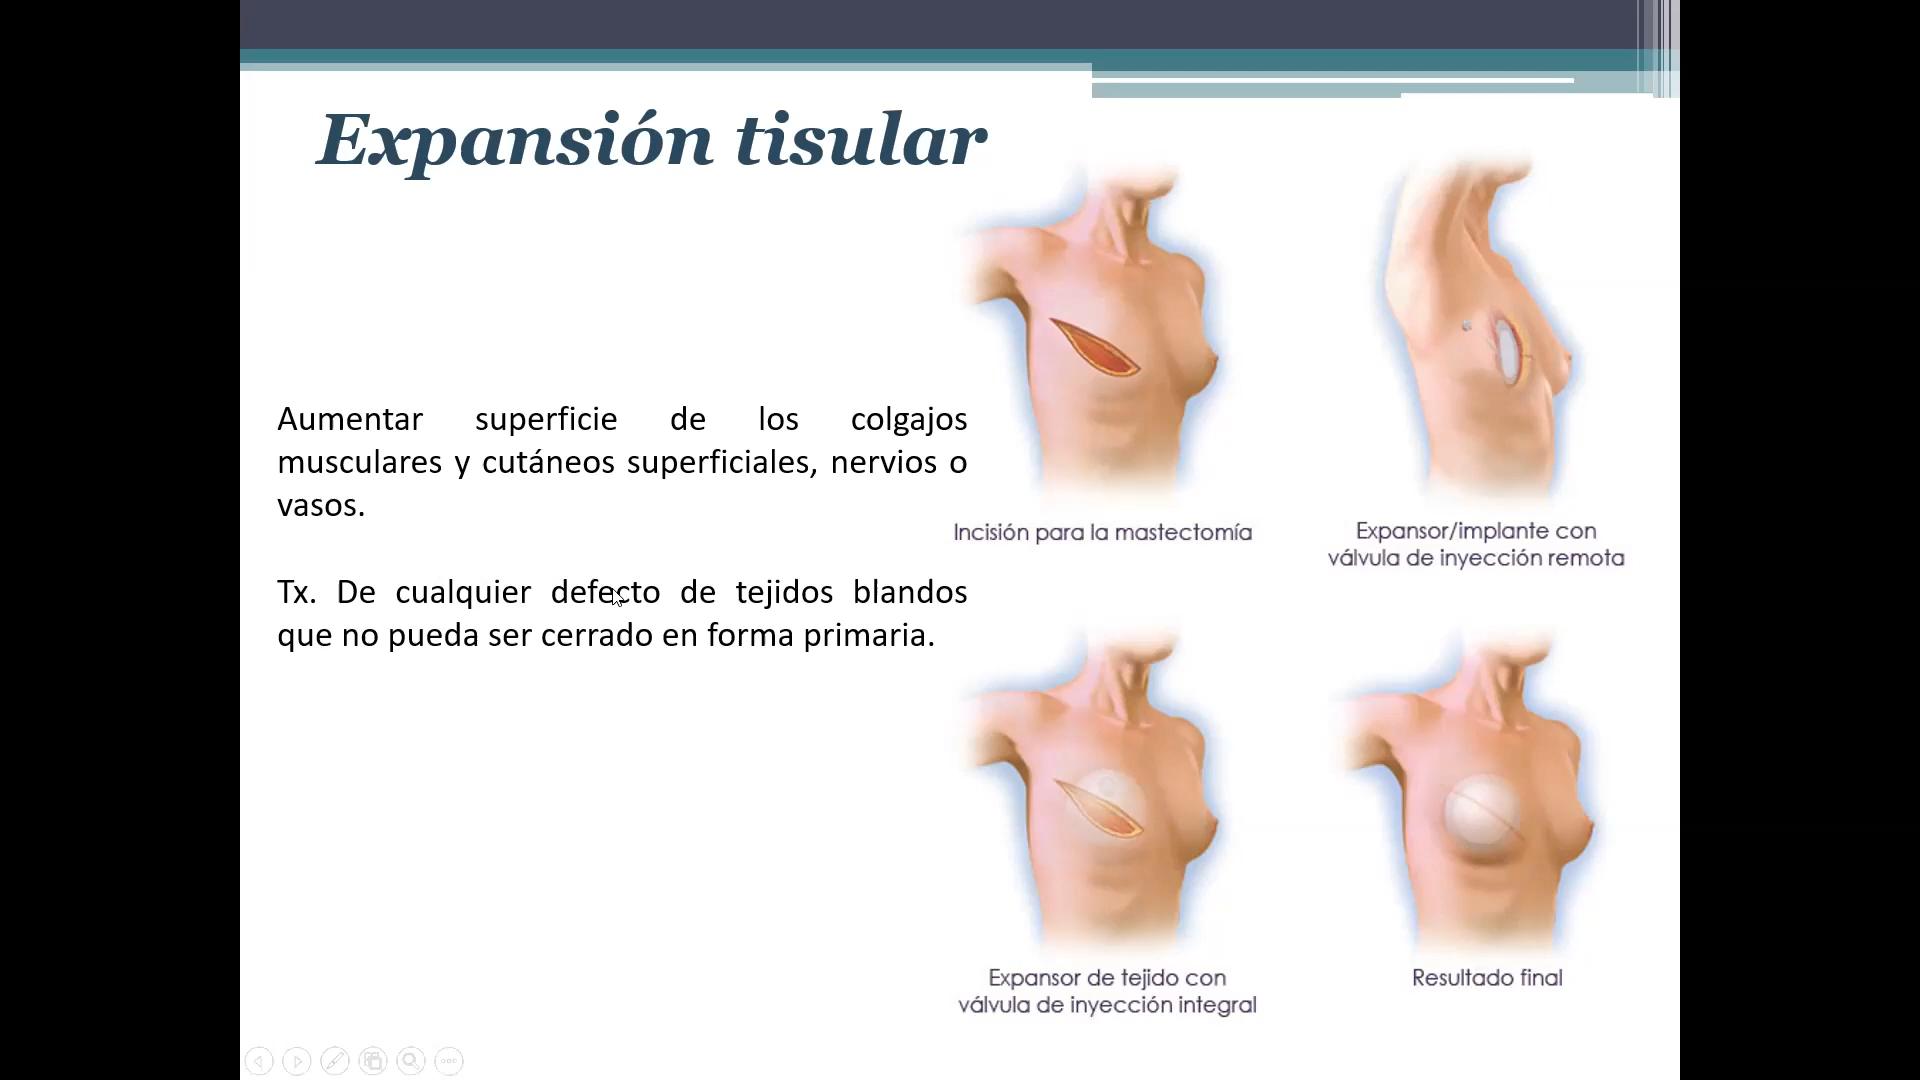 Expansión tisular
Aumentar superficie de los colgajos
musculares y cutáneos superficiales, nervios o
vasos.
Tx. De cualquier defecto de tejidos blandos
que no pueda ser cerrado en forma primaria.
Incisión para la mastectomía
Expansor/implante con
válvula de inyección remota
Expansor de tejido con
válvula de inyección integral
Resultado final